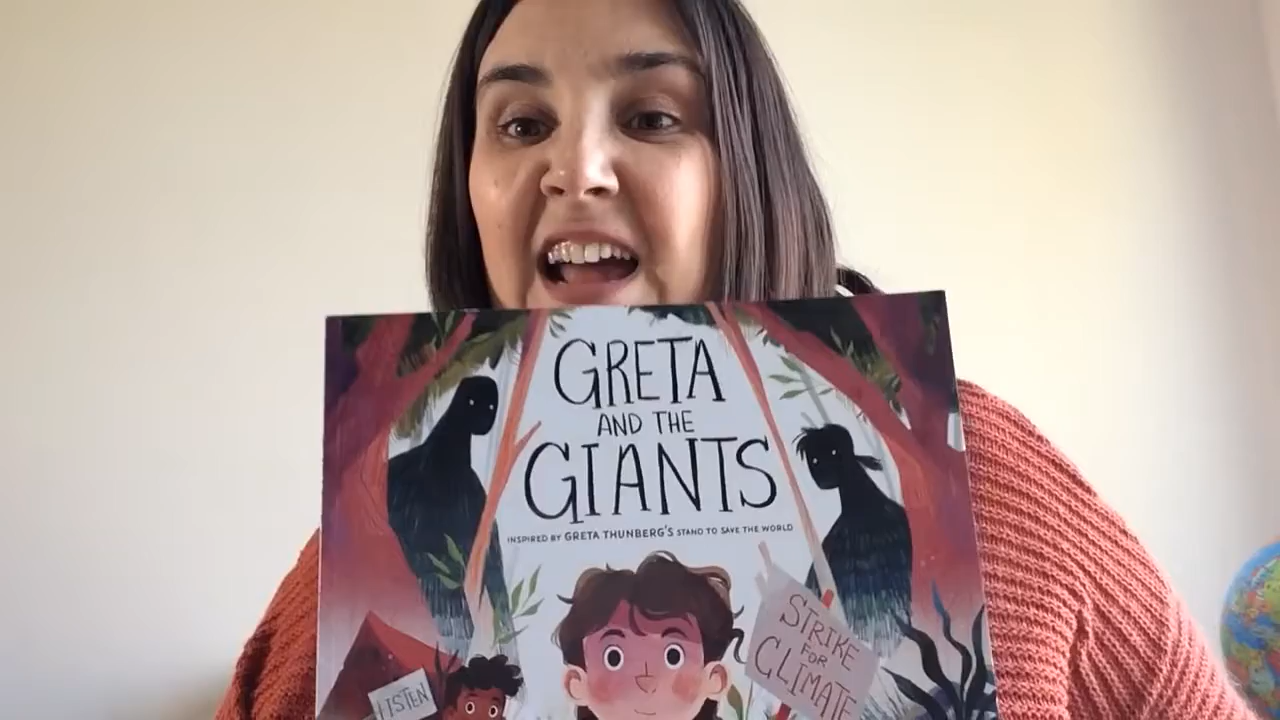 GRETA
AND THE
GIANTS
INSPIRED BY GRETA THUNBERG'S STAND TO SAVE THE WORLD
STRIKE
FOR
CLIMATE
LISTEN